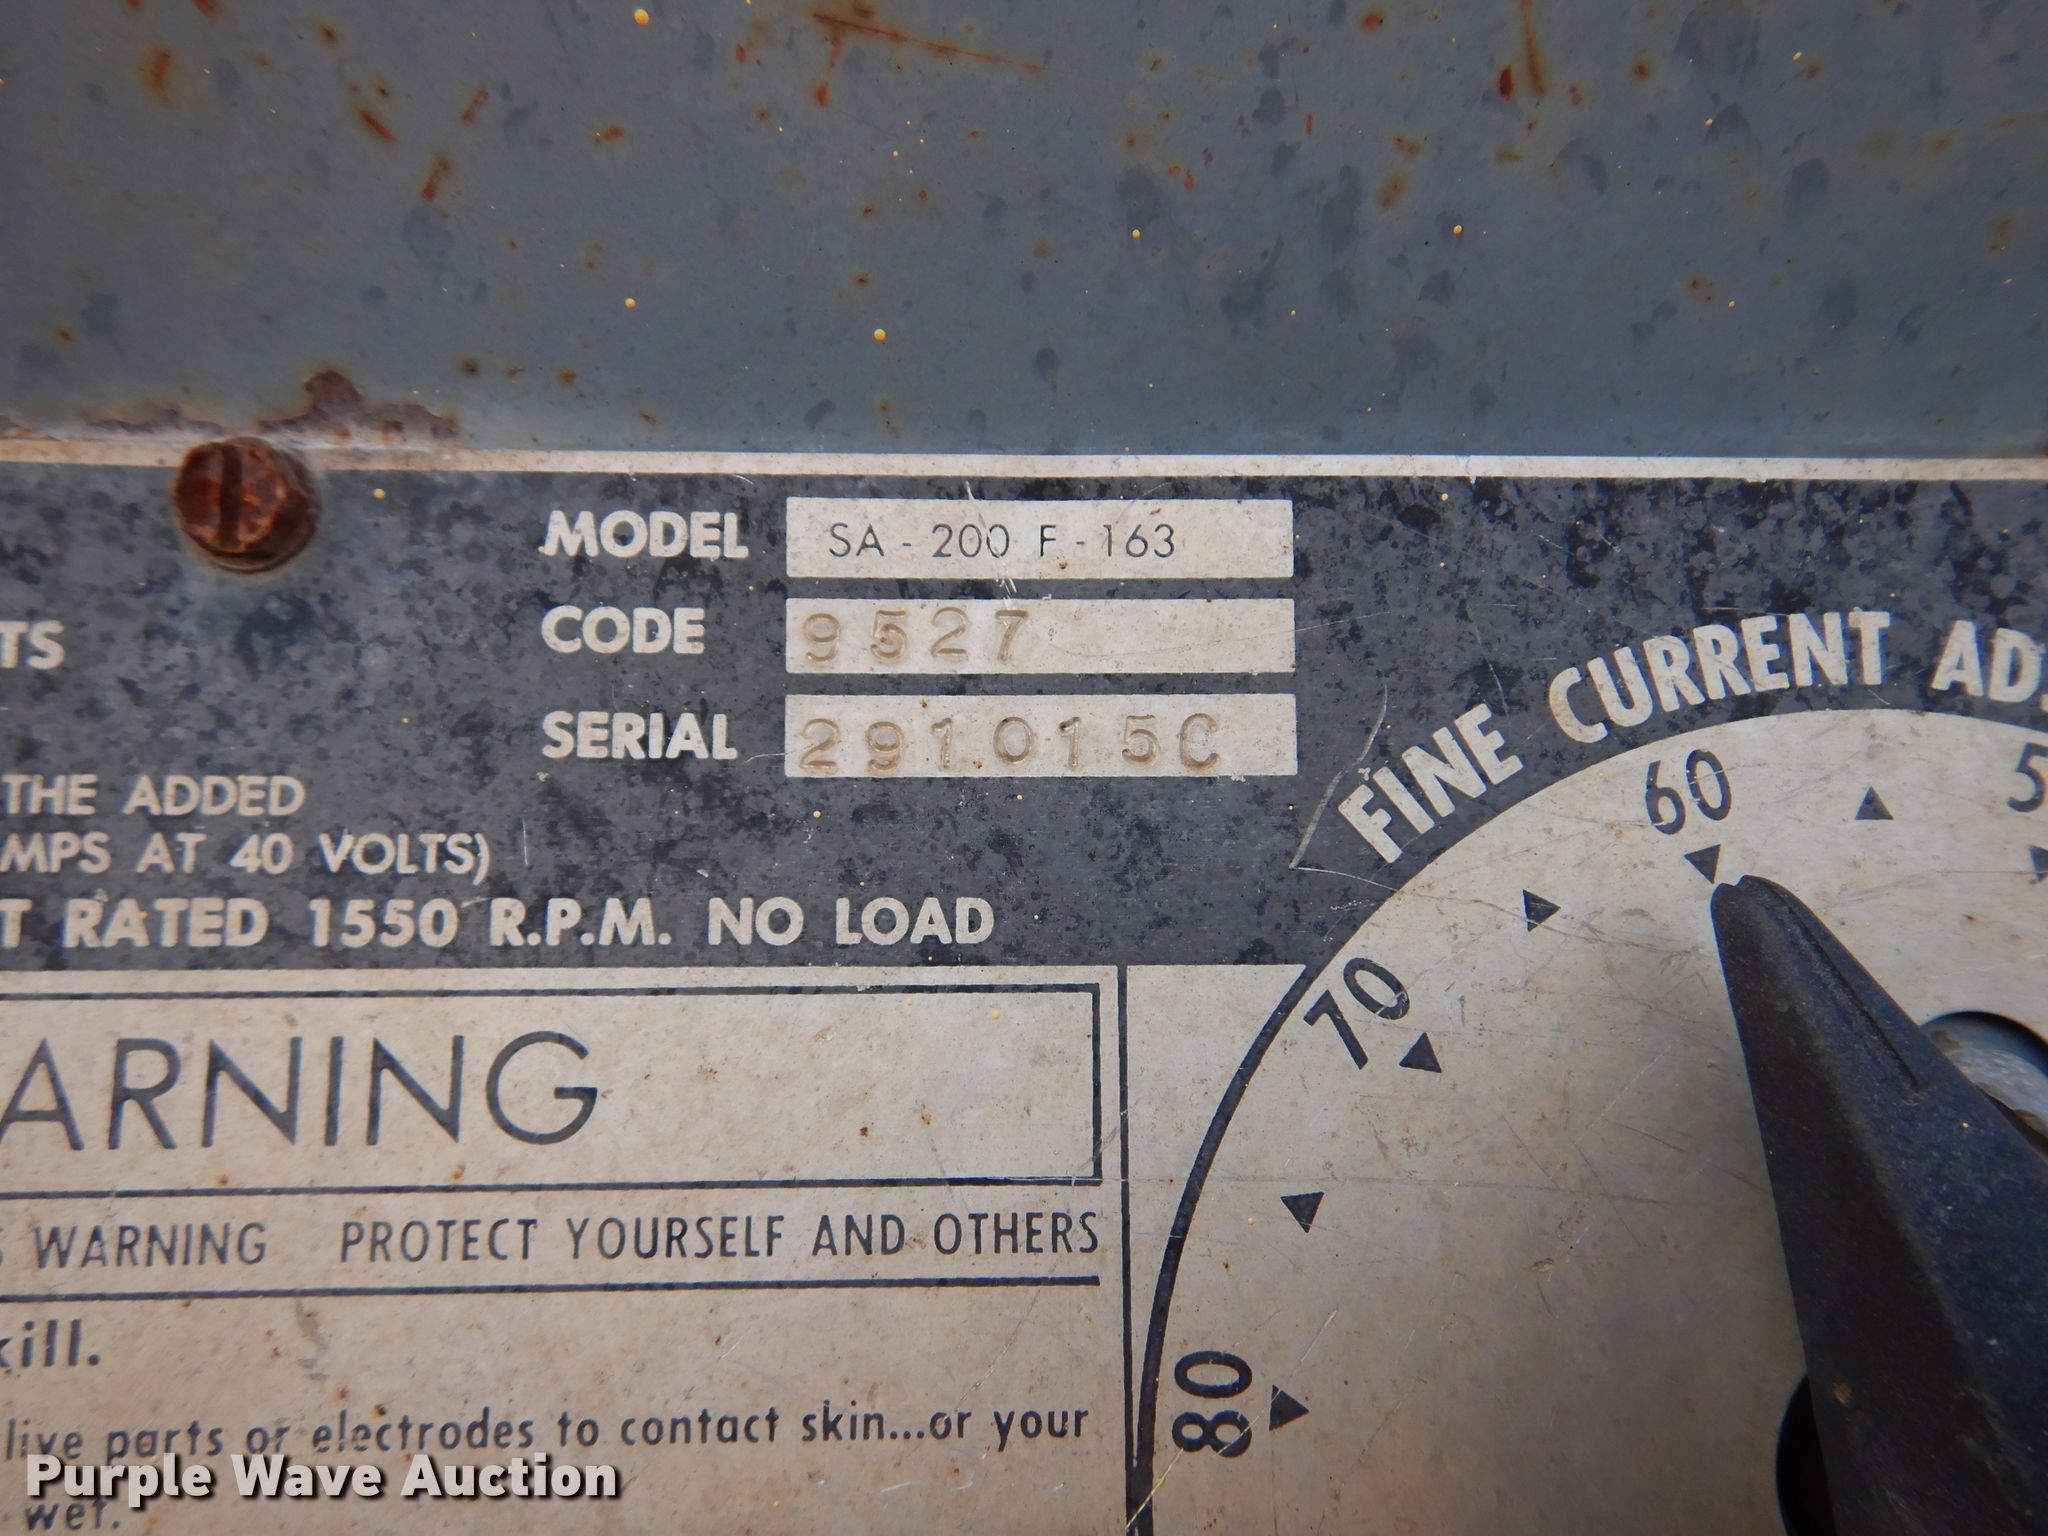 MODEL SA - 200 F - 163
CODE 9527
SERIAL 291015C
TS
THE ADDED
MPS AT 40 VOLTS)
T RATED 1550 R.P.M. NO LOAD
FINE CURRENT AD
60
5
70
80
ARNING
S WARNING PROTECT YOURSELF AND OTHERS
kill.
live parts or electrodes to contact skin...or your
wet.
Purple Wave Auction